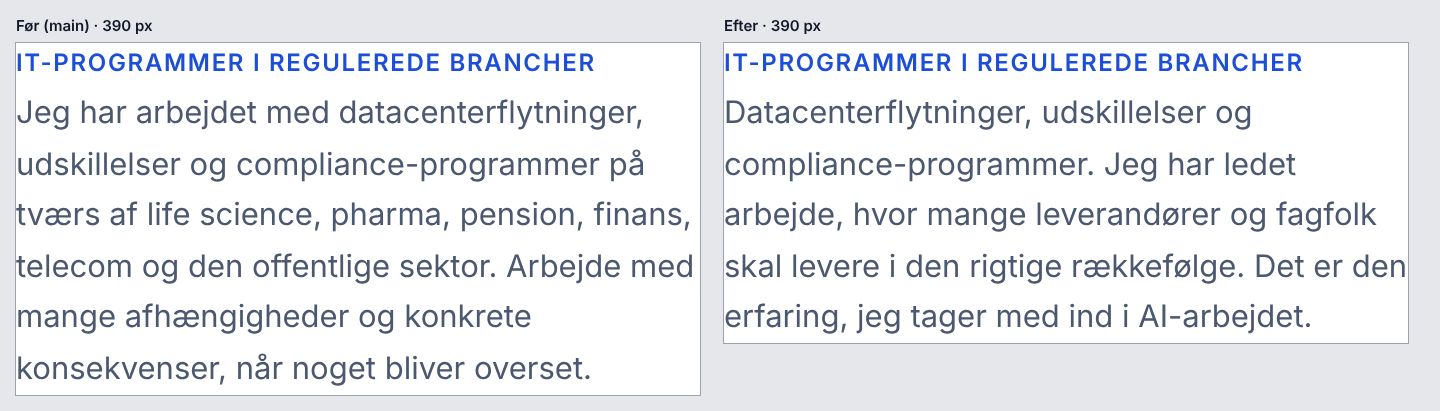 Før (main) · 390 px
IT-PROGRAMMER I REGULEREDE BRANCHER
Jeg har arbejdet med datacenterflytninger,
udskillelser og compliance-programmer på
tværs af life science, pharma, pension, finans,
telecom og den offentlige sektor. Arbejde med
mange afhængigheder og konkrete
konsekvenser, når noget bliver overset.
Efter · 390 px
IT-PROGRAMMER I REGULEREDE BRANCHER
Datacenterflytninger, udskillelser og
compliance-programmer. Jeg har ledet
arbejde, hvor mange leverandører og fagfolk
skal levere i den rigtige rækkefølge. Det er den
erfaring, jeg tager med ind i AI-arbejdet.